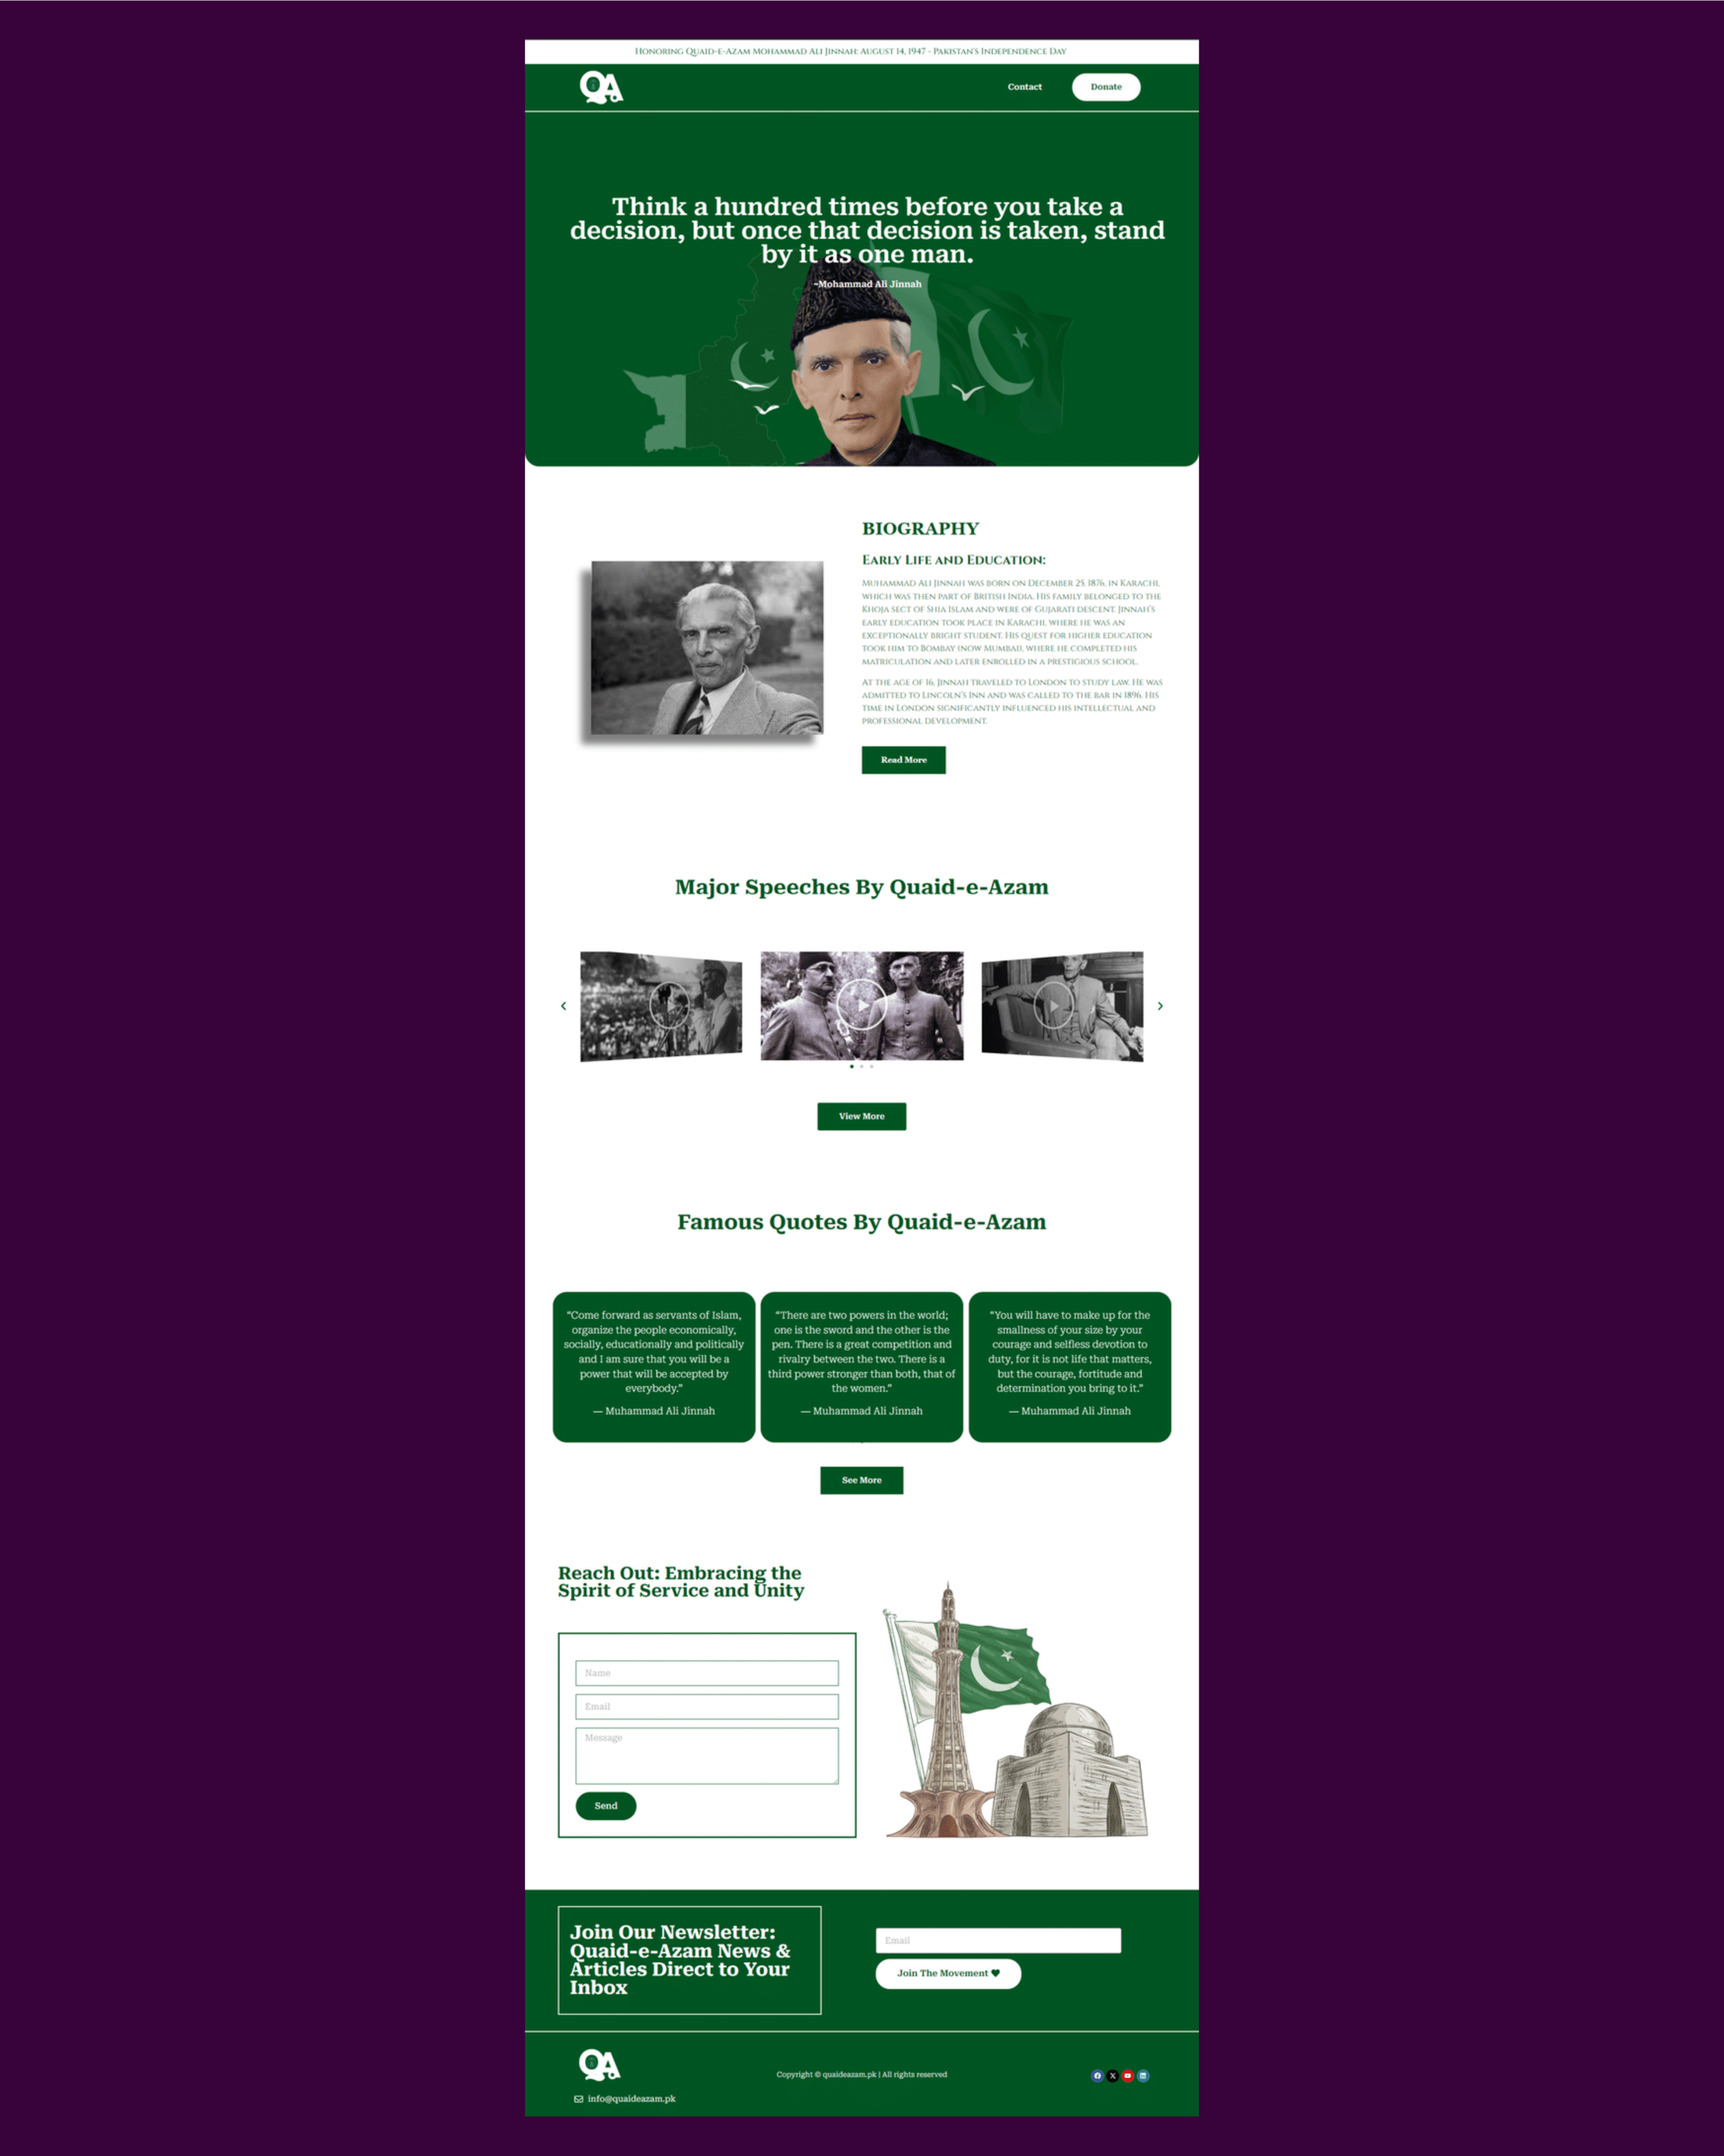 Honoring Quaid-e-Azam Mohammad Ali Jinnah: August 14, 1947 - Pakistan's Independence Day
QA
Contact
Donate
Think a hundred times before you take a
decision, but once that decision is taken, stand
by it as one man.
-Mohammad Ali Jinnah
BIOGRAPHY
Early Life and Education:
Muhammad Ali Jinnah was born on December 25, 1876, in Karachi,
which was then part of British India. His family belonged to the
Khoja sect of Shia Islam and were of Gujarati descent. Jinnah's
early education took place in Karachi, where he was an
exceptionally bright student. His quest for higher education
took him to Bombay (now Mumbai), where he completed his
matriculation and later enrolled in a prestigious school.
At the age of 16, Jinnah traveled to London to study law. He was
admitted to Lincoln's Inn and was called to the bar in 1896. His
time in London significantly influenced his intellectual and
professional development.
Read More
Major Speeches By Quaid-e-Azam
View More
Famous Quotes By Quaid-e-Azam
“Come forward as servants of Islam,
organize the people economically,
socially, educationally and politically
and I am sure that you will be a
power that will be accepted by
everybody.”
— Muhammad Ali Jinnah
“There are two powers in the world;
one is the sword and the other is the
pen. There is a great competition and
rivalry between the two. There is a
third power stronger than both, that of
the women.”
— Muhammad Ali Jinnah
“You will have to make up for the
smallness of your size by your
courage and selfless devotion to
duty, for it is not life that matters,
but the courage, fortitude and
determination you bring to it.”
— Muhammad Ali Jinnah
See More
Reach Out: Embracing the
Spirit of Service and Unity
Name
Email
Message
Send
Join Our Newsletter:
Quaid-e-Azam News &
Articles Direct to Your
Inbox
Email
Join The Movement
QA
info@quaideazam.pk
Copyright © quaideazam.pk | All rights reserved